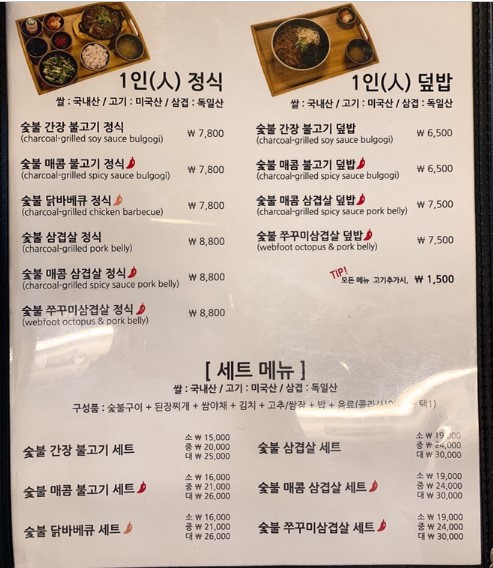 1인(人) 정식
쌀 : 국내산 / 고기 : 미국산 / 삼겹 : 독일산
숯불 간장 불고기 정식 ₩ 7,800
(charcoal-grilled soy sauce bulgogi)
숯불 매콤 불고기 정식 ₩ 7,800
(charcoal-grilled spicy sauce bulgogi)
숯불 닭바베큐 정식 ₩ 7,800
(charcoal-grilled chicken barbecue)
숯불 삼겹살 정식 ₩ 8,800
(charcoal-grilled pork belly)
숯불 매콤 삼겹살 정식 ₩ 8,800
(charcoal-grilled spicy sauce pork belly)
숯불 쭈꾸미삼겹살 정식 ₩ 8,800
(webfoot octopus & pork belly)
1인(人) 덮밥
쌀 : 국내산 / 고기 : 미국산 / 삼겹 : 독일산
숯불 간장 불고기 덮밥 ₩ 6,500
(charcoal-grilled soy sauce bulgogi)
숯불 매콤 불고기 덮밥 ₩ 6,500
(charcoal-grilled spicy sauce bulgogi)
숯불 매콤 삼겹살 덮밥 ₩ 7,500
(charcoal-grilled spicy sauce pork belly)
숯불 쭈꾸미삼겹살 덮밥 ₩ 7,500
(webfoot octopus & pork belly)
TIP! 모든 메뉴 고기추가시, ₩ 1,500
[ 세트 메뉴 ]
쌀 : 국내산 / 고기 : 미국산 / 삼겹 : 독일산
구성품 : 숯불구이 + 된장찌개 + 쌈야채 + 김치 + 고추/쌈장 + 밥 + 음료(콜라/ 택1)
숯불 간장 불고기 세트
소 ₩ 15,000
중 ₩ 20,000
대 ₩ 25,000
숯불 매콤 불고기 세트
소 ₩ 16,000
중 ₩ 21,000
대 ₩ 26,000
숯불 닭바베큐 세트
소 ₩ 16,000
중 ₩ 21,000
대 ₩ 26,000
숯불 삼겹살 세트
소 ₩ 19,000
중 ₩ 24,000
대 ₩ 30,000
숯불 매콤 삼겹살 세트
소 ₩ 19,000
중 ₩ 24,000
대 ₩ 30,000
숯불 쭈꾸미삼겹살 세트
소 ₩ 19,000
중 ₩ 24,000
대 ₩ 30,000